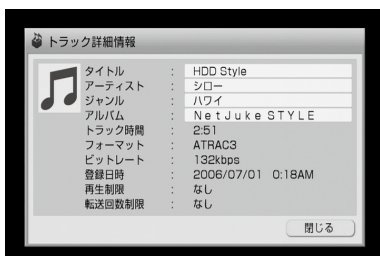 トラック詳細情報
タイトル : HDD Style
アーティスト : シロー
ジャンル : ハワイ
アルバム : ＮｅｔＪｕｋｅ ＳＴＹＬＥ
トラック時間 : 2:51
フォーマット : ATRAC3
ビットレート : 132kbps
登録日時 : 2006/07/01 0:18AM
再生制限 : なし
転送回数制限 : なし
閉じる